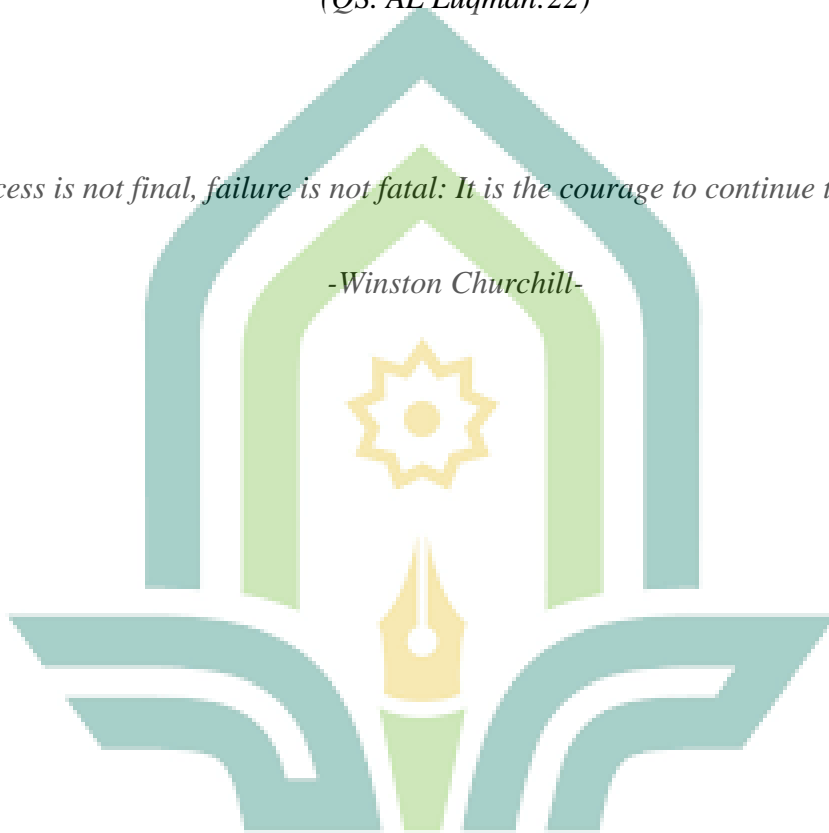 (QS. AL Luqman:22)
is not final, failure is not fatal: It is the courage to continue
-Winston Churchill-